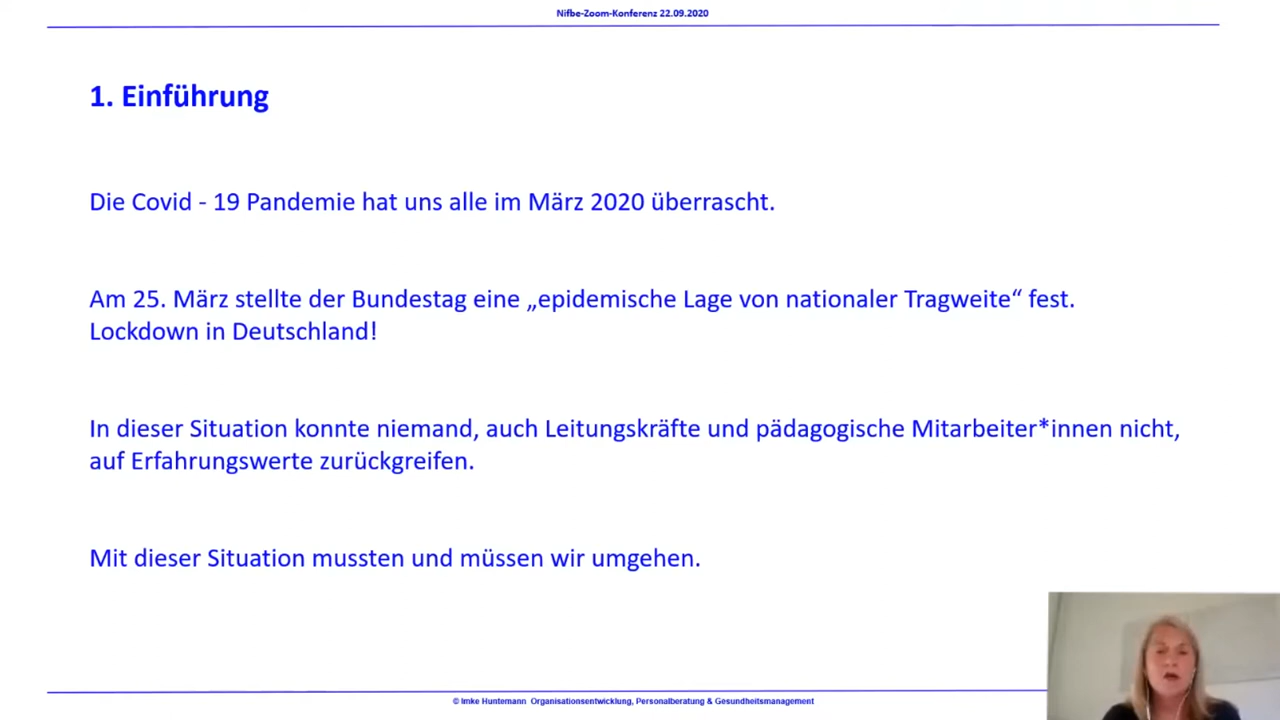 Nifbe-Zoom-Konferenz 22.09.2020
1. Einführung
Die Covid - 19 Pandemie hat uns alle im März 2020 überrascht.
Am 25. März stellte der Bundestag eine „epidemische Lage von nationaler Tragweite“ fest.
Lockdown in Deutschland!
In dieser Situation konnte niemand, auch Leitungskräfte und pädagogische Mitarbeiter*innen nicht,
auf Erfahrungswerte zurückgreifen.
Mit dieser Situation mussten und müssen wir umgehen.
© Imke Huntemann Organisationsentwicklung, Personalberatung & Gesundheitsmanagement